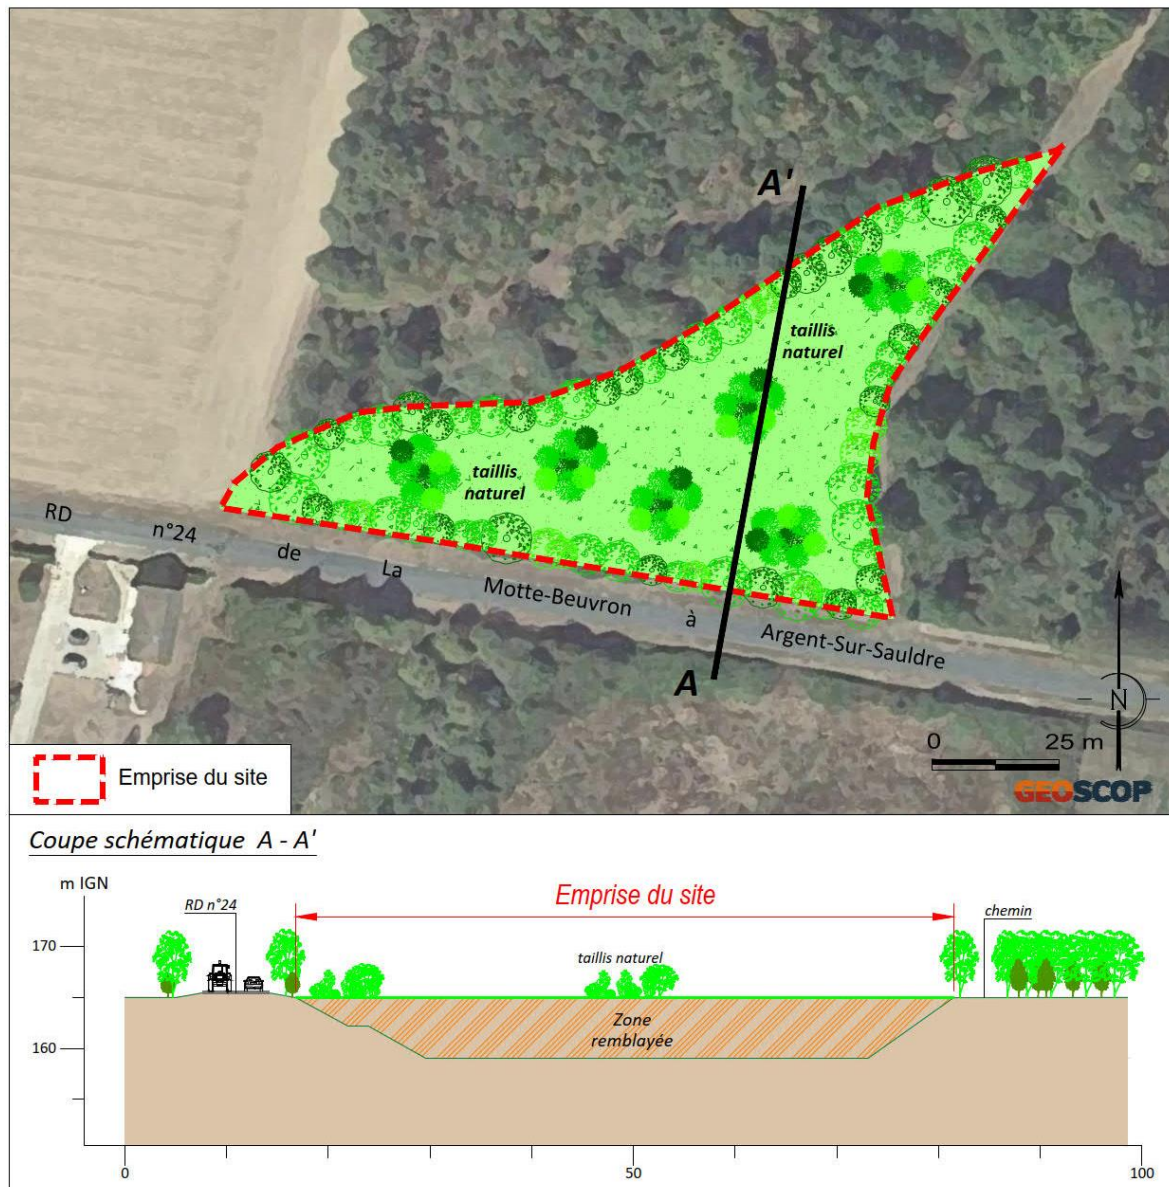 A'
taillis
naturel
taillis
naturel
RD n°24 de La Motte-Beuvron à Argent-Sur-Sauldre
A
N
0 25 m
GEOSCOP
Emprise du site
Coupe schématique A - A'
m IGN
RD n°24
Emprise du site
chemin
170
taillis naturel
Zone
remblayée
160
0 50 100